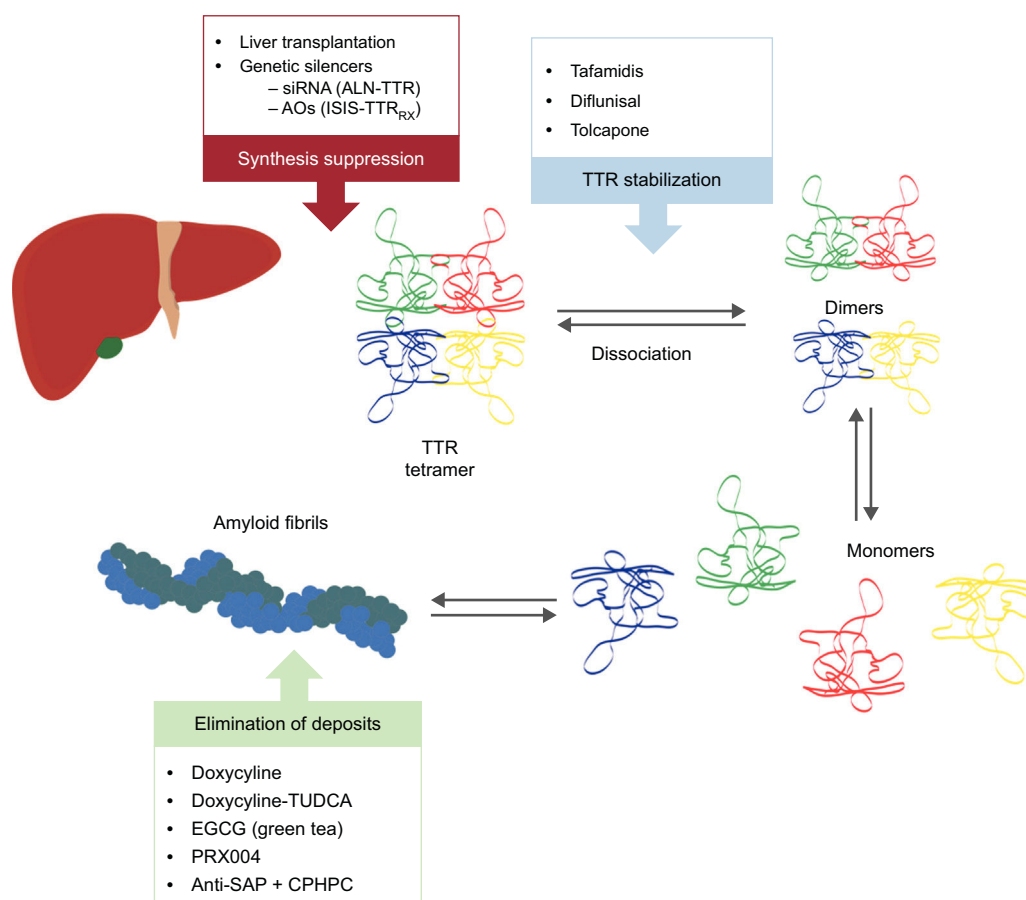 • Liver transplantation
• Genetic silencers
– siRNA (ALN-TTR)
– AOs (ISIS-TTRRX)
Synthesis suppression
• Tafamidis
• Diflunisal
• Tolcapone
TTR stabilization
Dimers
Dissociation
TTR
tetramer
Amyloid fibrils
Monomers
Elimination of deposits
• Doxycyline
• Doxycyline-TUDCA
• EGCG (green tea)
• PRX004
• Anti-SAP + CPHPC